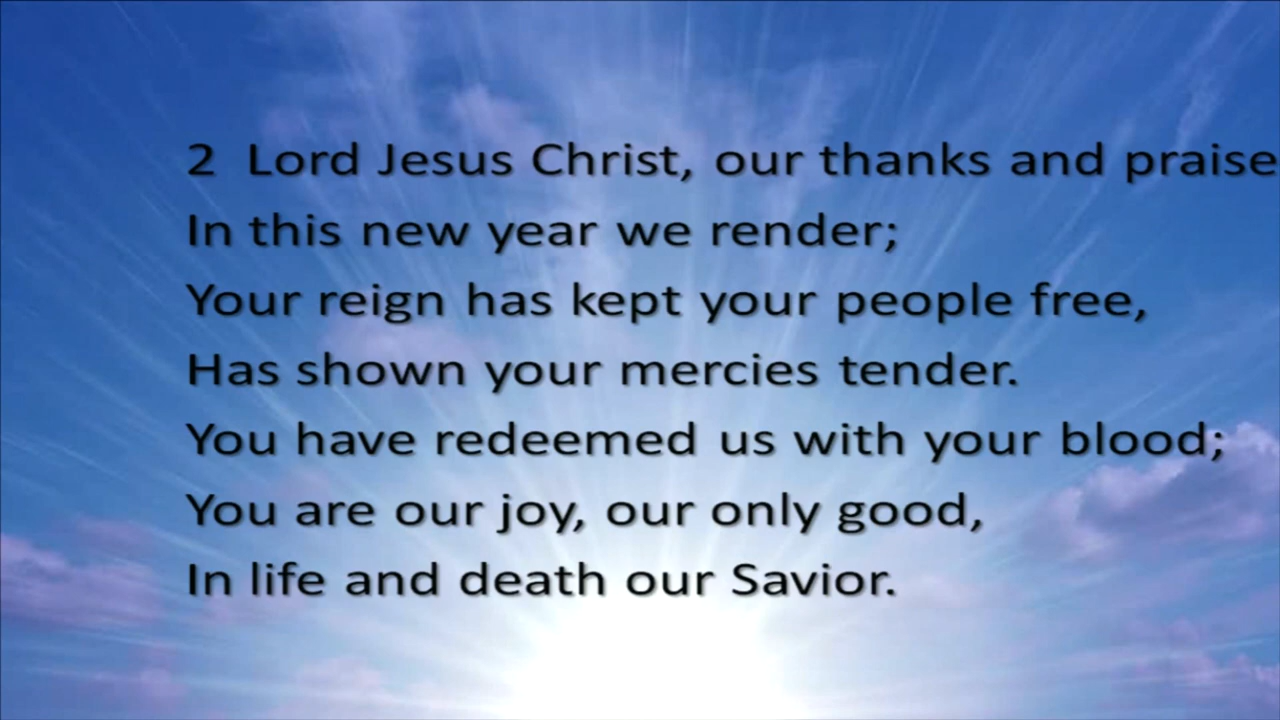 2 Lord Jesus Christ, our thanks and praise
In this new year we render;
Your reign has kept your people free,
Has shown your mercies tender.
You have redeemed us with your blood;
You are our joy, our only good,
In life and death our Savior.